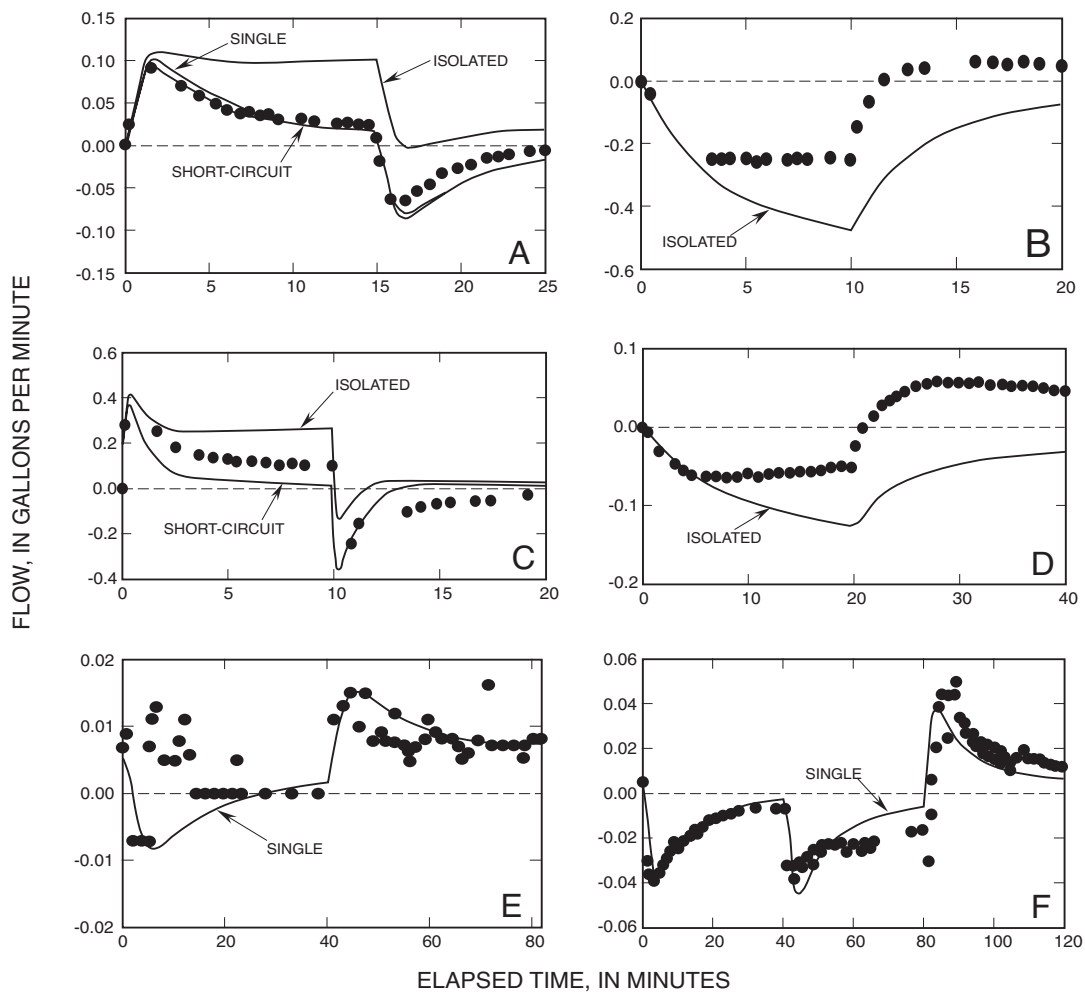 FLOW, IN GALLONS PER MINUTE
0.15
0.10
0.05
0.00
-0.05
-0.10
-0.15
0 5 10 15 20 25
SINGLE
ISOLATED
SHORT-CIRCUIT
A
0.2
0.0
-0.2
-0.4
-0.6
0 5 10 15 20
ISOLATED
B
0.6
0.4
0.2
0.0
-0.2
-0.4
0 5 10 15 20
ISOLATED
SHORT-CIRCUIT
C
0.1
0.0
-0.1
-0.2
0 10 20 30 40
ISOLATED
D
0.02
0.01
0.00
-0.01
-0.02
0 20 40 60 80
SINGLE
E
0.06
0.04
0.02
0.00
-0.02
-0.04
-0.06
0 20 40 60 80 100 120
SINGLE
F
ELAPSED TIME, IN MINUTES